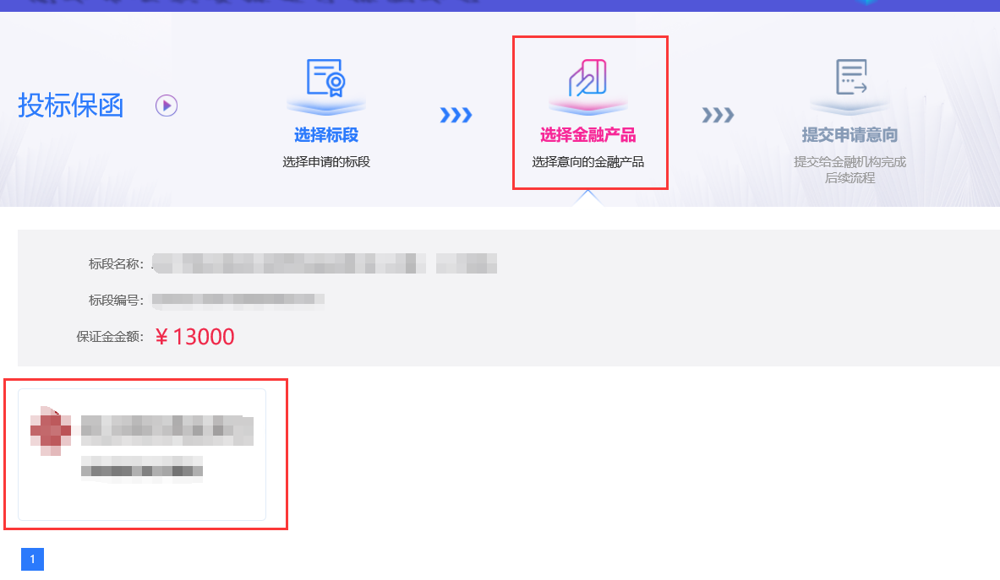 投标保函
选择标段
选择申请的标段
选择金融产品
选择意向的金融产品
提交申请意向
提交给金融机构完成
后续流程
标段名称：
标段编号：
保证金金额：
¥ 13000
1